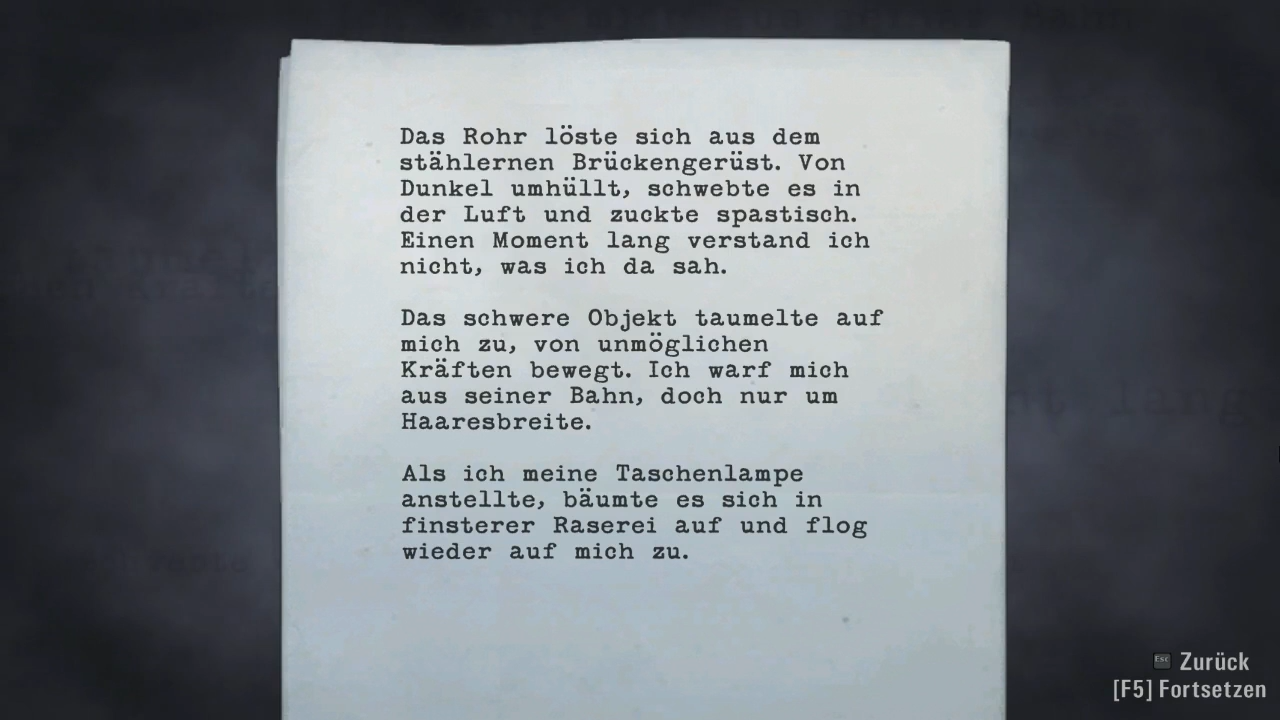 Das Rohr löste sich aus dem
stählernen Brückengerüst. Von
Dunkel umhüllt, schwebte es in
der Luft und zuckte spastisch.
Einen Moment lang verstand ich
nicht, was ich da sah.
Das schwere Objekt taumelte auf
mich zu, von unmöglichen
Kräften bewegt. Ich warf mich
aus seiner Bahn, doch nur um
Haaresbreite.
Als ich meine Taschenlampe
anstellte, bäumte es sich in
finsterer Raserei auf und flog
wieder auf mich zu.
Esc Zurück
[F5] Fortsetzen